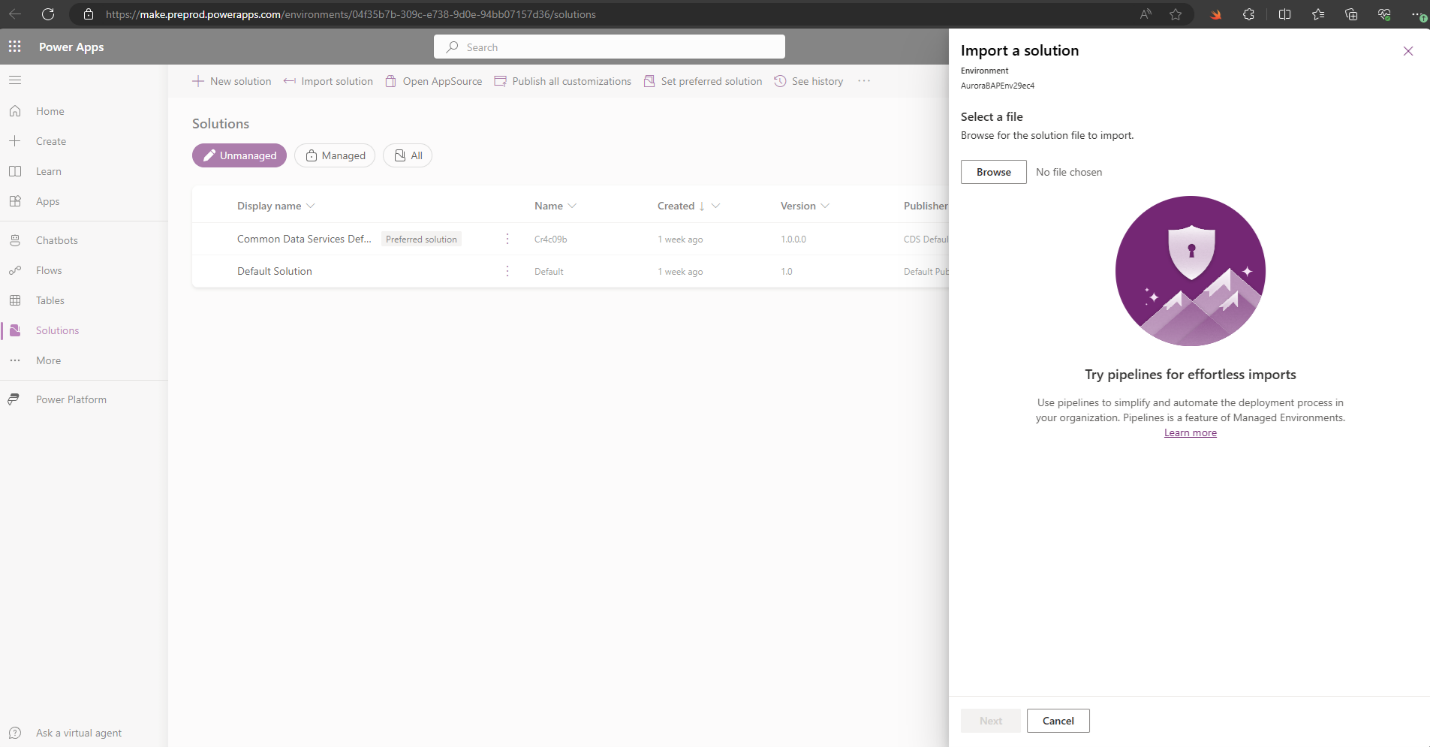 https://make.preprod.powerapps.com/environments/04f35b7b-309c-e738-9d0e-94bb07157d36/solutions
Power Apps
Search
New solution
Import solution
Open AppSource
Publish all customizations
Set preferred solution
See history
Home
Create
Learn
Apps
Chatbots
Flows
Tables
Solutions
More
Power Platform
Ask a virtual agent
Solutions
Unmanaged
Managed
All
Display name Name Created Version Publisher
Common Data Services Def... Preferred solution Cr4c09b 1 week ago 1.0.0.0 CDS Defaul
Default Solution Default 1 week ago 1.0 Default Pub
Import a solution
Environment
AuroraBAPEnv29ec4
Select a file
Browse for the solution file to import.
Browse No file chosen
Try pipelines for effortless imports
Use pipelines to simplify and automate the deployment process in
your organization. Pipelines is a feature of Managed Environments.
Learn more
Next Cancel